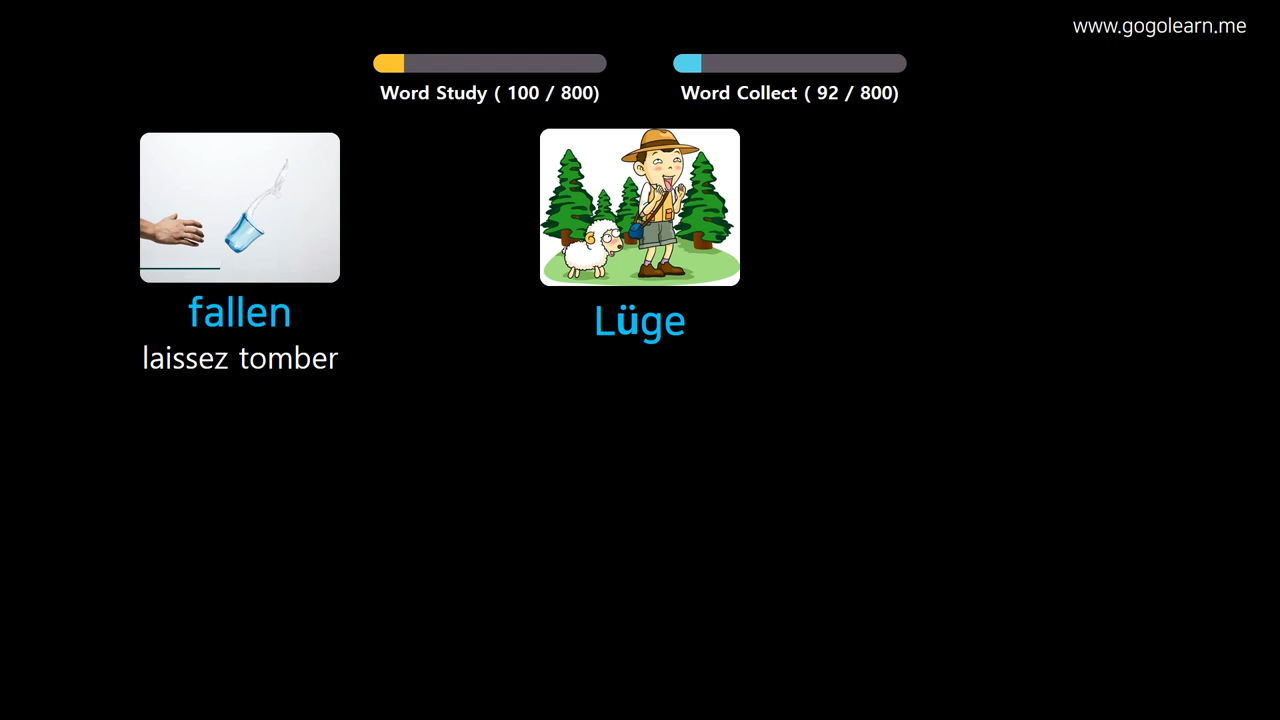 www.gogolearn.me
Word Study ( 100 / 800)
Word Collect ( 92 / 800)
fallen
laissez tomber
Lüge